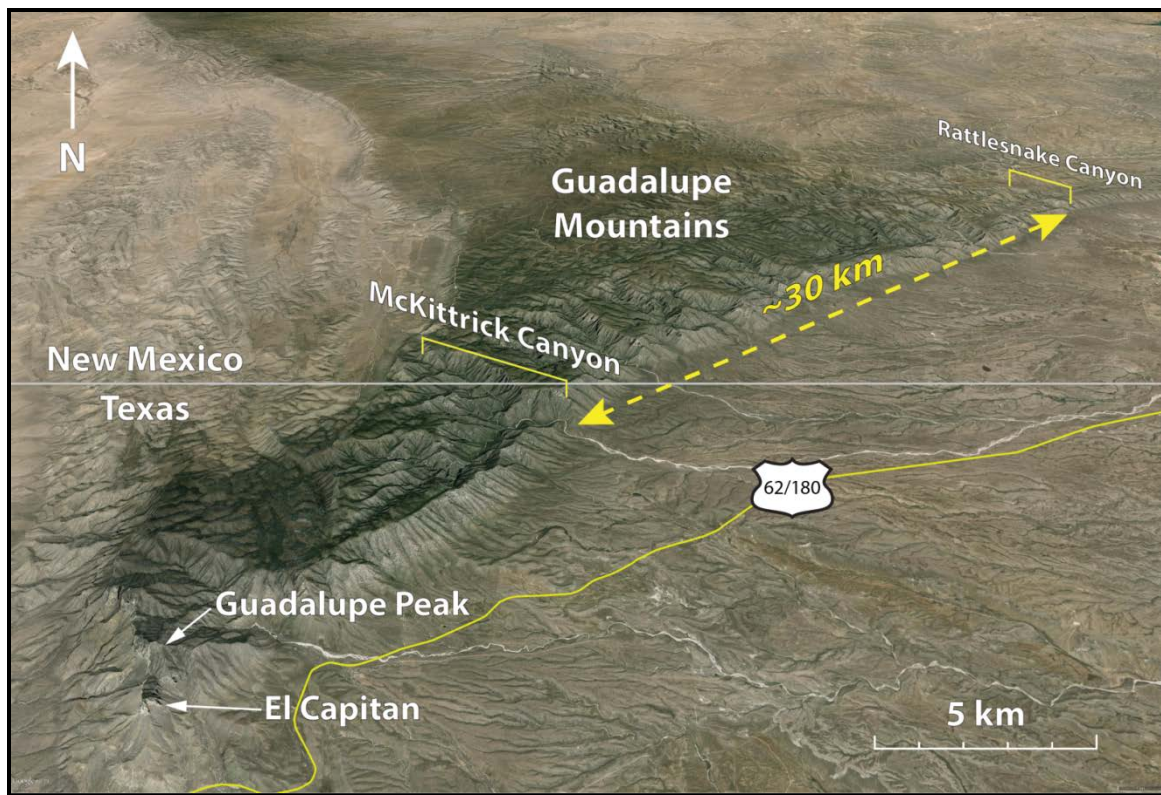 N
Guadalupe
Mountains
Rattlesnake Canyon
~30 km
McKittrick Canyon
New Mexico
Texas
62/180
Guadalupe Peak
El Capitan
5 km